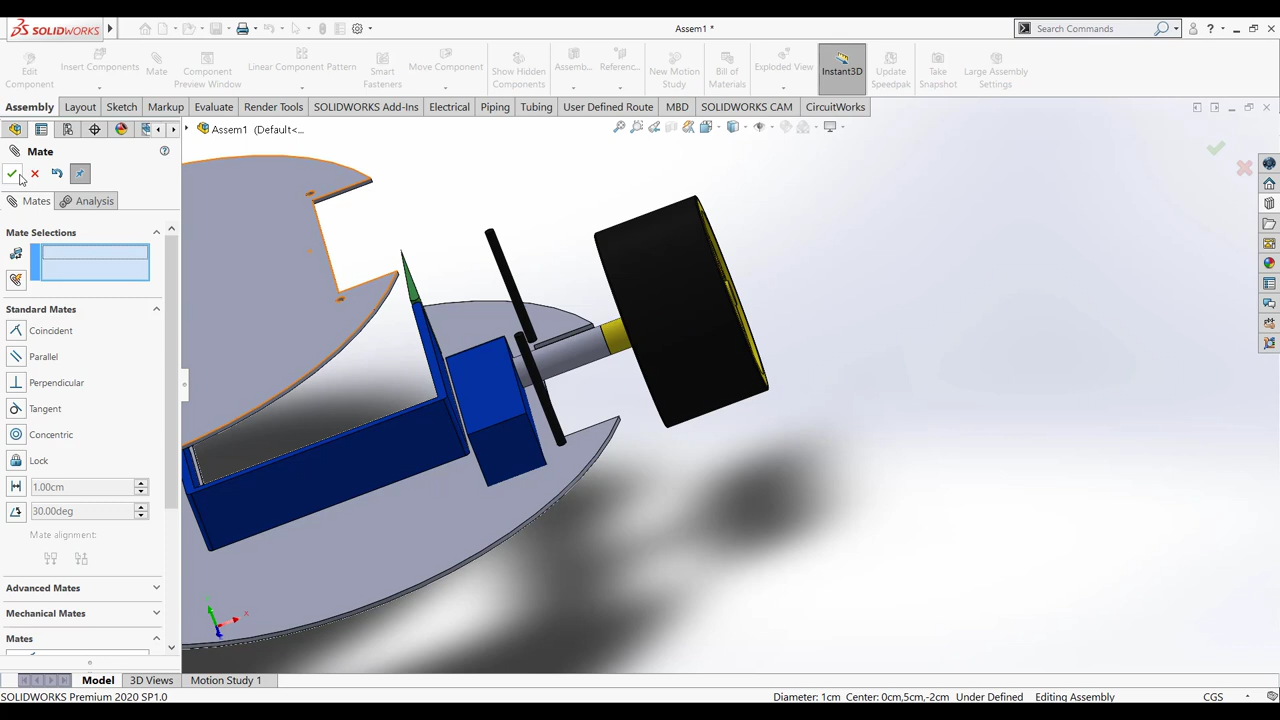 SOLIDWORKS
Assem1 *
Search Commands
Edit Component
Insert Components
Mate
Component Preview Window
Linear Component Pattern
Smart Fasteners
Move Component
Show Hidden Components
Assemb...
Referenc...
New Motion Study
Bill of Materials
Exploded View
Instant3D
Update Speedpak
Take Snapshot
Large Assembly Settings
Assembly
Layout
Sketch
Markup
Evaluate
Render Tools
SOLIDWORKS Add-Ins
Electrical
Piping
Tubing
User Defined Route
MBD
SOLIDWORKS CAM
CircuitWorks
Assem1 (Default<...
Mate
Mates
Analysis
Mate Selections
Standard Mates
Coincident
Parallel
Perpendicular
Tangent
Concentric
Lock
1.00cm
30.00deg
Mate alignment:
Advanced Mates
Mechanical Mates
Mates
x
Model
3D Views
Motion Study 1
SOLIDWORKS Premium 2020 SP1.0
Diameter: 1cm Center: 0cm,5cm,-2cm
Under Defined
Editing Assembly
CGS